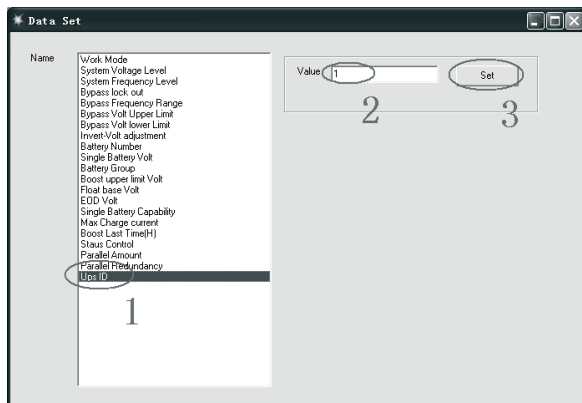 Data Set
Name
Work Mode
System Voltage Level
System Frequency Level
Bypass lock out
Bypass Frequency Range
Bypass Volt Upper Limit
Bypass Volt lower Limit
Invert-Volt adjustment
Battery Number
Single Battery Volt
Battery Group
Boost upper limit Volt
Float base Volt
EOD Volt
Single Battery Capability
Max Charge current
Boost Last Time(H)
Staus Control
Parallel Amount
Parallel Redundancy
Ups ID
1
Value 1 Set
2 3